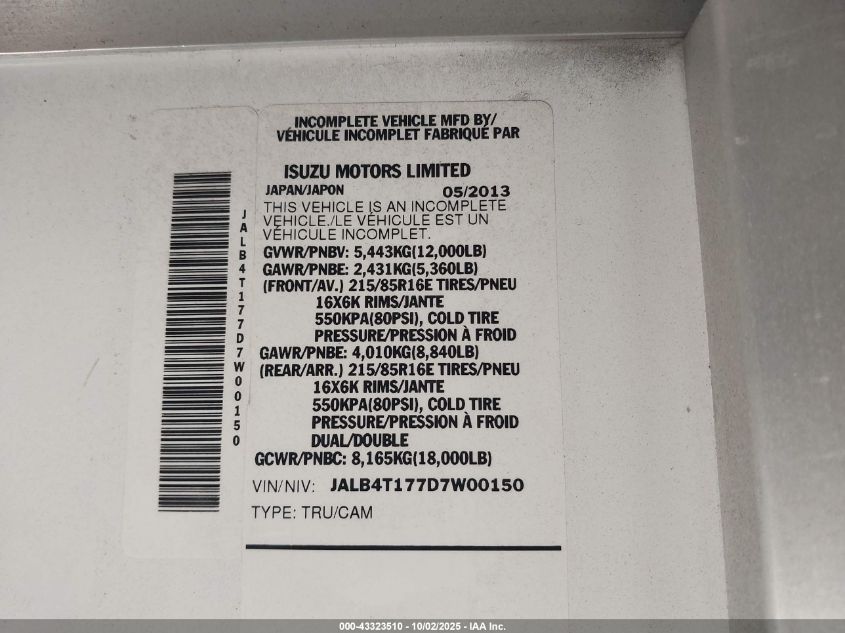 INCOMPLETE VEHICLE MFD BY/
VÉHICULE INCOMPLET FABRIQUÉ PAR
ISUZU MOTORS LIMITED
JAPAN/JAPON 05/2013
THIS VEHICLE IS AN INCOMPLETE
VEHICLE./LE VÉHICULE EST UN
VÉHICULE INCOMPLET.
GVWR/PNBV: 5,443KG(12,000LB)
GAWR/PNBE: 2,431KG(5,360LB)
(FRONT/AV.) 215/85R16E TIRES/PNEU
16X6K RIMS/JANTE
550KPA(80PSI), COLD TIRE
PRESSURE/PRESSION À FROID
GAWR/PNBE: 4,010KG(8,840LB)
(REAR/ARR.) 215/85R16E TIRES/PNEU
16X6K RIMS/JANTE
550KPA(80PSI), COLD TIRE
PRESSURE/PRESSION À FROID
DUAL/DOUBLE
GCWR/PNBC: 8,165KG(18,000LB)
VIN/NIV: JALB4T177D7W00150
TYPE: TRU/CAM
JALB4T177D7W00150
000-43323510 - 10/02/2025 - IAA Inc.